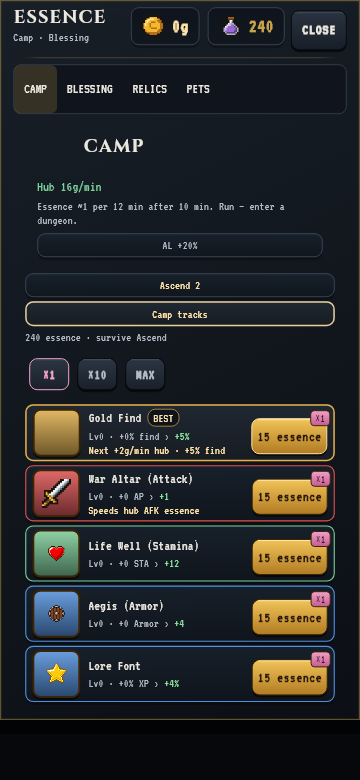 ESSENCE
Camp · Blessing
0g
240
CLOSE
CAMP
BLESSING
RELICS
PETS
CAMP
Hub 16g/min
Essence ≈1 per 12 min after 10 min. Run — enter a
dungeon.
AL +20%
Ascend 2
Camp tracks
240 essence · survive Ascend
X1
X10
MAX
Gold Find BEST
Lv0 · +0% find › +5%
Next +2g/min hub · +5% find
X1
15 essence
War Altar (Attack)
Lv0 · +0 AP › +1
Speeds hub AFK essence
X1
15 essence
Life Well (Stamina)
Lv0 · +0 STA › +12
X1
15 essence
Aegis (Armor)
Lv0 · +0 Armor › +4
X1
15 essence
Lore Font
Lv0 · +0% XP › +4%
X1
15 essence